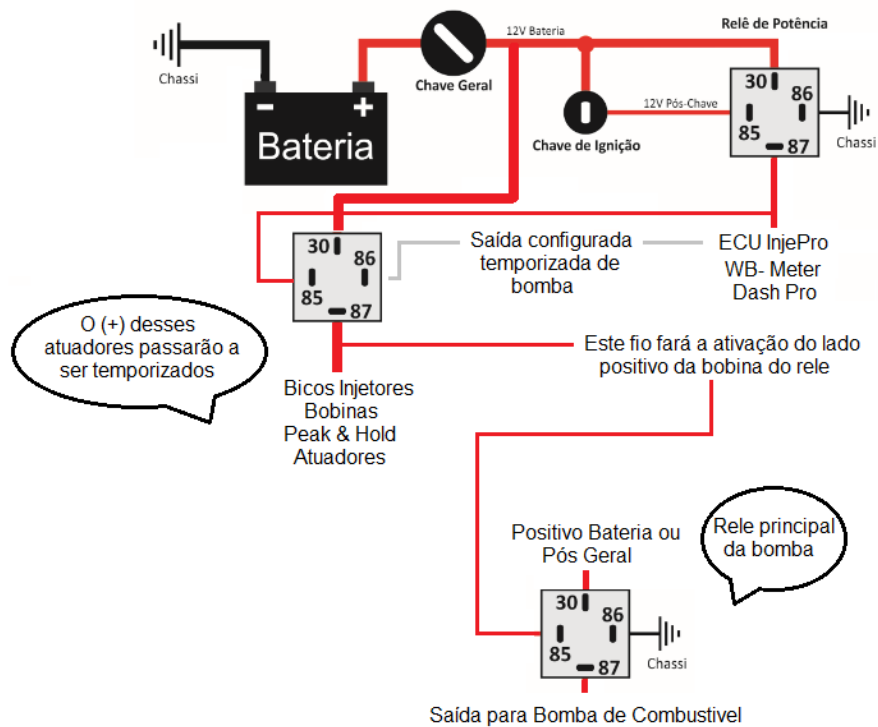 12V Bateria
Relê de Potência
Chassi
Chave Geral
- +
Bateria
12V Pós-Chave
Chave de Ignição
30
86
85
87
Chassi
30
86
85
87
Saída configurada
temporizada de
bomba
ECU InjePro
WB- Meter
Dash Pro
O (+) desses
atuadores passarão a
ser temporizados
Este fio fará a ativação do lado
positivo da bobina do rele
Bicos Injetores
Bobinas
Peak & Hold
Atuadores
Positivo Bateria ou
Pós Geral
Rele principal
da bomba
30
86
85
87
Chassi
Saída para Bomba de Combustivel